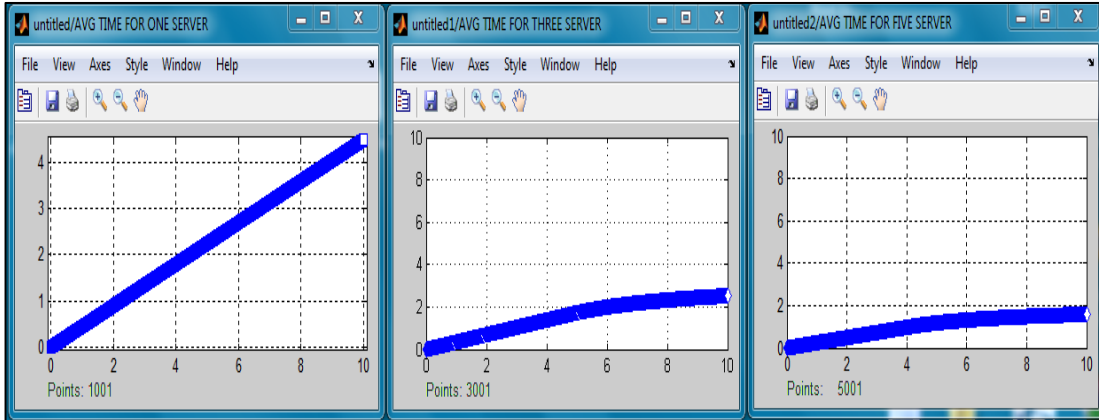 untitled/AVG TIME FOR ONE SERVER
File View Axes Style Window Help
4
3
2
1
0
0 2 4 6 8 10
Points: 1001
untitled1/AVG TIME FOR THREE SERVER
File View Axes Style Window Help
10
8
6
4
2
0
0 2 4 6 8 10
Points: 3001
untitled2/AVG TIME FOR FIVE SERVER
File View Axes Style Window Help
10
8
6
4
2
0
0 2 4 6 8 10
Points: 5001